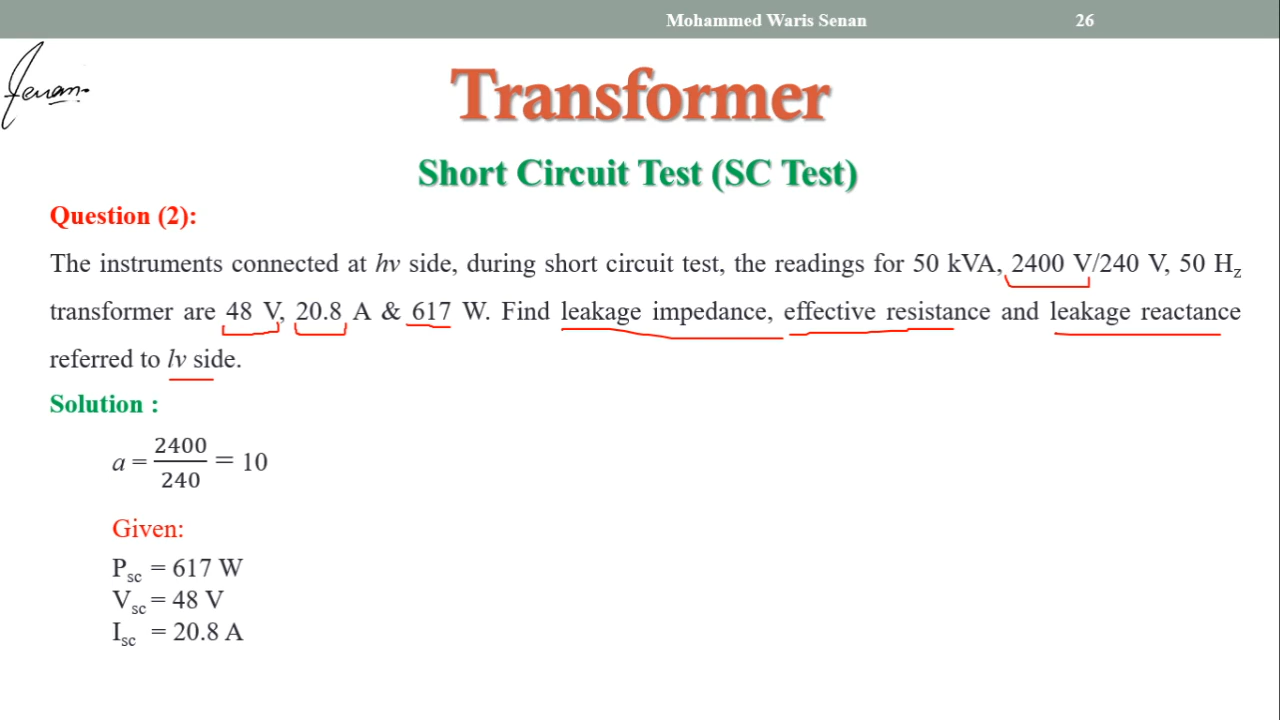 Mohammed Waris Senan 26
Senan
Transformer
Short Circuit Test (SC Test)
Question (2):
The instruments connected at hv side, during short circuit test, the readings for 50 kVA, 2400 V/240 V, 50 Hz
transformer are 48 V, 20.8 A & 617 W. Find leakage impedance, effective resistance and leakage reactance
referred to lv side.
Solution :
a = 2400/240 = 10
Given:
Psc = 617 W
Vsc = 48 V
Isc = 20.8 A